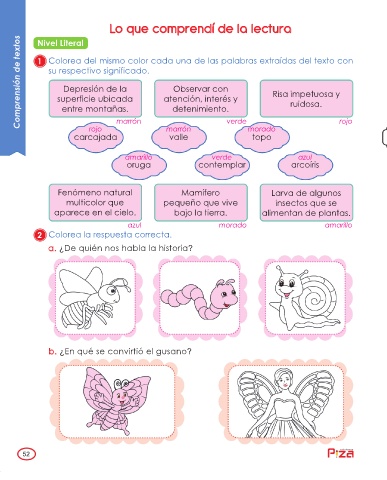 Comprensión de textos
Lo que comprendí de la lectura
Nivel Literal
1 Colorea del mismo color cada una de las palabras extraídas del texto con
su respectivo significado.
Depresión de la
superficie ubicada
entre montañas.
marrón
Observar con
atención, interés y
detenimiento.
verde
Risa impetuosa y
ruidosa.
rojo
rojo
carcajada
marrón
valle
morado
topo
amarillo
oruga
verde
contemplar
azul
arcoíris
Fenómeno natural
multicolor que
aparece en el cielo.
azul
Mamífero
pequeño que vive
bajo la tierra.
morado
Larva de algunos
insectos que se
alimentan de plantas.
amarillo
2 Colorea la respuesta correcta.
a. ¿De quién nos habla la historia?
b. ¿En qué se convirtió el gusano?
52
Piza